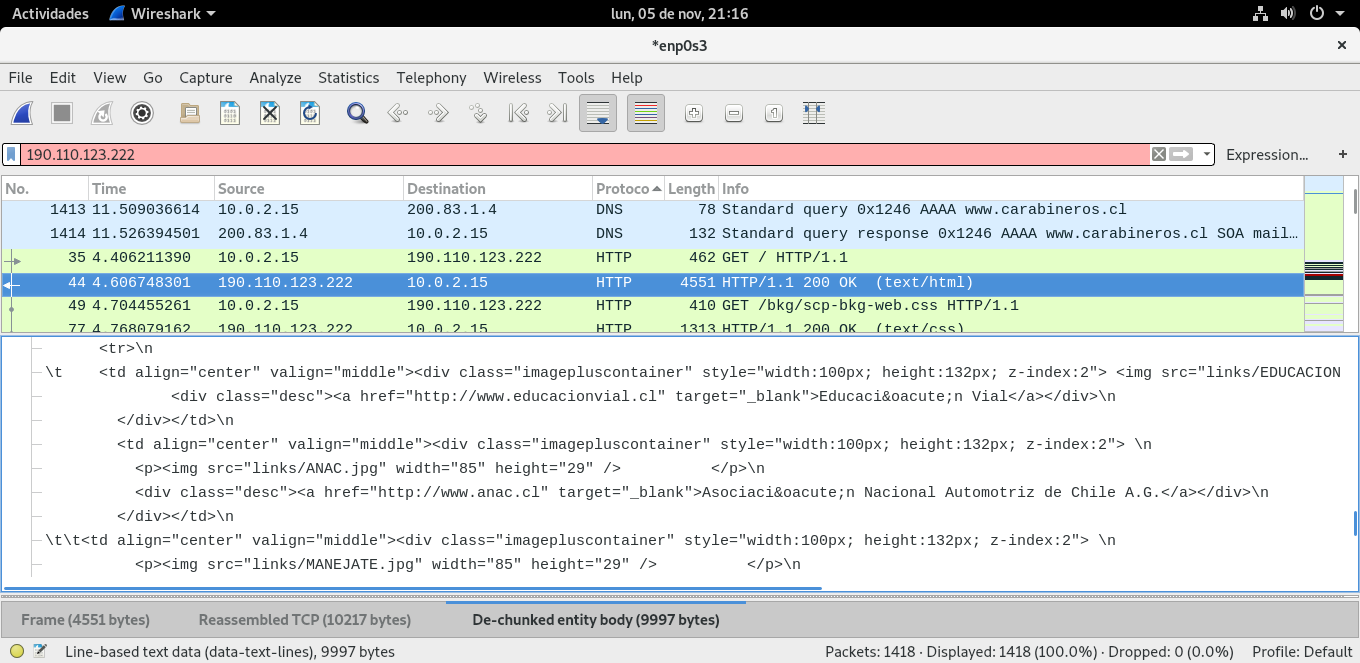 Actividades Wireshark lun, 05 de nov, 21:16
*enp0s3
File Edit View Go Capture Analyze Statistics Telephony Wireless Tools Help
190.110.123.222 Expression… +
No. Time Source Destination Protoco Length Info
1413 11.509036614 10.0.2.15 200.83.1.4 DNS 78 Standard query 0x1246 AAAA www.carabineros.cl
1414 11.526394501 200.83.1.4 10.0.2.15 DNS 132 Standard query response 0x1246 AAAA www.carabineros.cl SOA mail…
35 4.406211390 10.0.2.15 190.110.123.222 HTTP 462 GET / HTTP/1.1
44 4.606748301 190.110.123.222 10.0.2.15 HTTP 4551 HTTP/1.1 200 OK (text/html)
49 4.704455261 10.0.2.15 190.110.123.222 HTTP 410 GET /bkg/scp-bkg-web.css HTTP/1.1
77 4.768079162 190.110.123.222 10.0.2.15 HTTP 1313 HTTP/1.1 200 OK (text/css)
<tr>\n
\t <td align="center" valign="middle"><div class="imagepluscontainer" style="width:100px; height:132px; z-index:2"> <img src="links/EDUCACION
<div class="desc"><a href="http://www.educacionvial.cl" target="_blank">Educaci&oacute;n Vial</a></div>\n
</div></td>\n
<td align="center" valign="middle"><div class="imagepluscontainer" style="width:100px; height:132px; z-index:2"> \n
<p><img src="links/ANAC.jpg" width="85" height="29" /> </p>\n
<div class="desc"><a href="http://www.anac.cl" target="_blank">Asociaci&oacute;n Nacional Automotriz de Chile A.G.</a></div>\n
</div></td>\n
\t\t<td align="center" valign="middle"><div class="imagepluscontainer" style="width:100px; height:132px; z-index:2"> \n
<p><img src="links/MANEJATE.jpg" width="85" height="29" /> </p>\n
Frame (4551 bytes) Reassembled TCP (10217 bytes) De-chunked entity body (9997 bytes)
Line-based text data (data-text-lines), 9997 bytes Packets: 1418 · Displayed: 1418 (100.0%) · Dropped: 0 (0.0%) Profile: Default